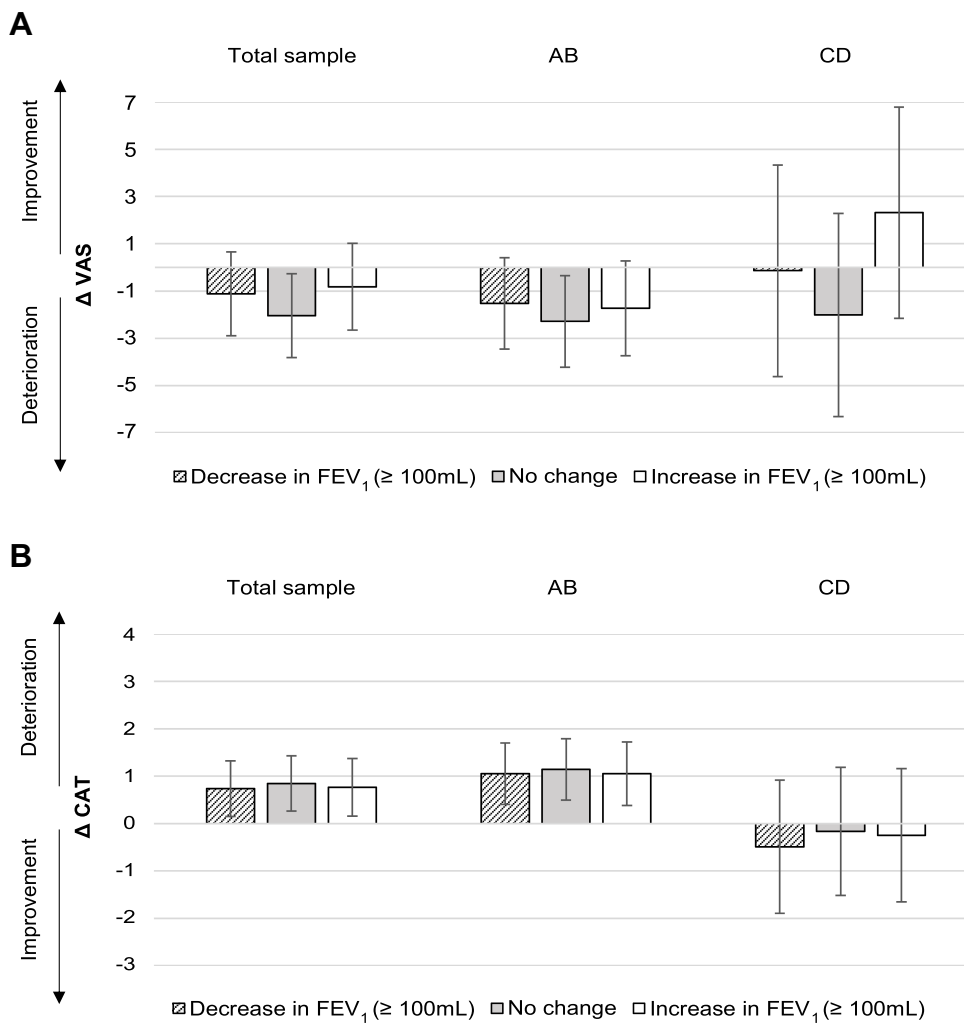 A
Total sample AB CD
Improvement
Deterioration
Δ VAS
7
5
3
1
-1
-3
-5
-7
Decrease in FEV₁ (≥ 100mL) No change Increase in FEV₁ (≥ 100mL)
B
Total sample AB CD
Deterioration
Improvement
Δ CAT
4
3
2
1
0
-1
-2
-3
Decrease in FEV₁ (≥ 100mL) No change Increase in FEV₁ (≥ 100mL)